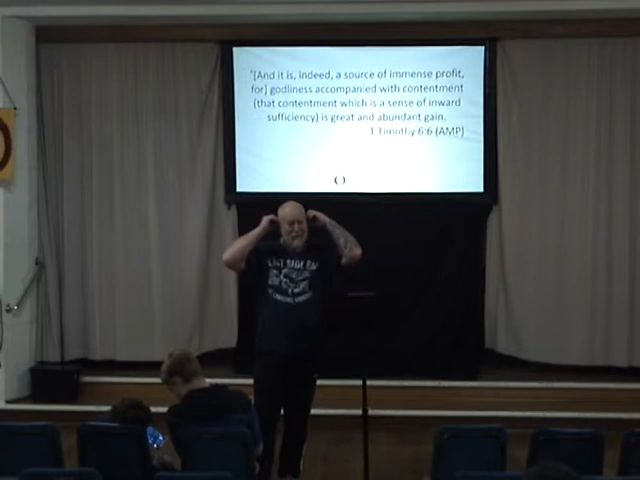 "[And it is, indeed, a source of immense profit,
for] godliness accompanied with contentment
(that contentment which is a sense of inward
sufficiency) is great and abundant gain.
1 Timothy 6:6 (AMP)
( )